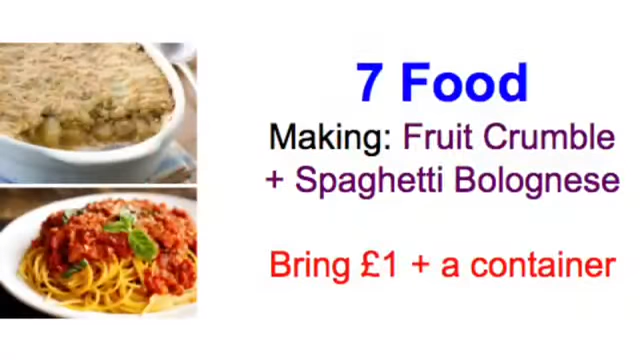 7 Food
Making: Fruit Crumble
+ Spaghetti Bolognese
Bring £1 + a container